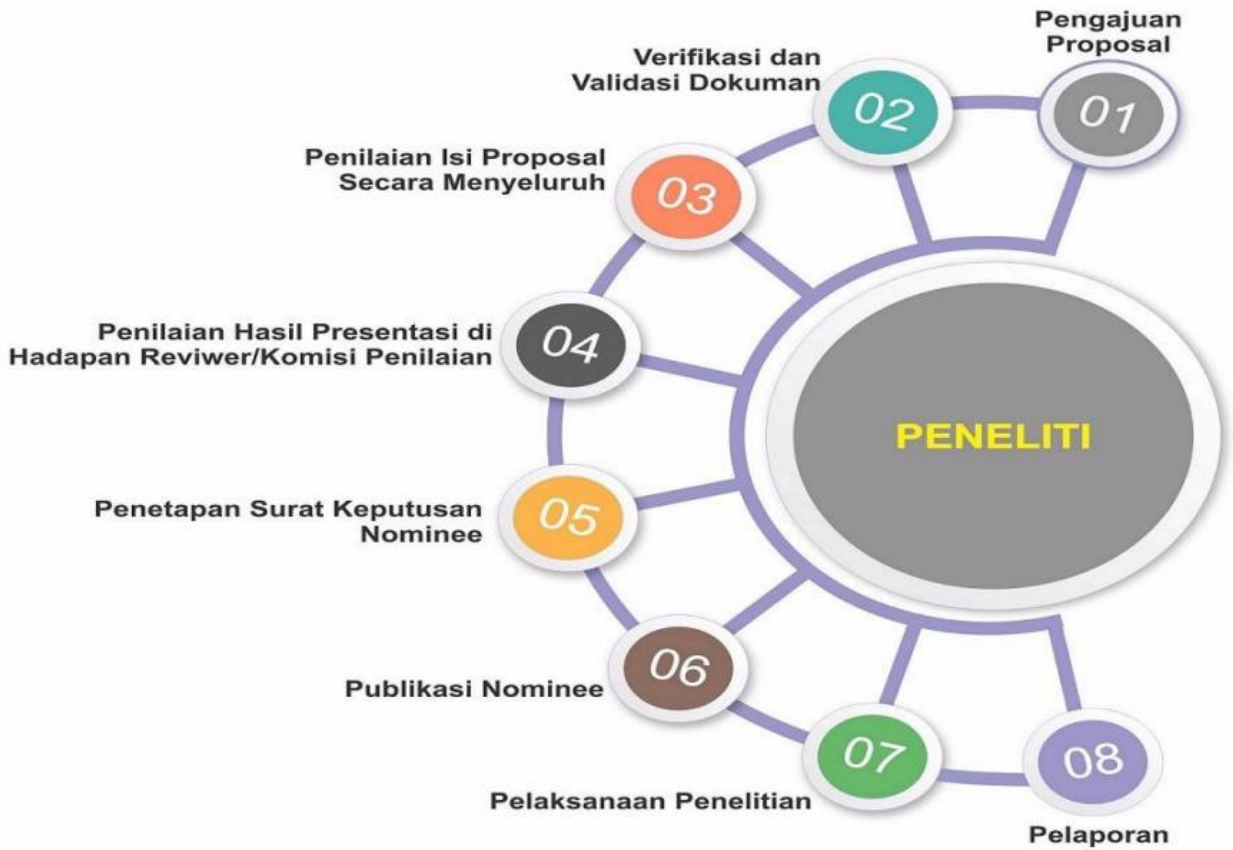 Pengajuan
Proposal
01
Verifikasi dan
Validasi Dokuman
02
Penilaian Isi Proposal
Secara Menyeluruh
03
Penilaian Hasil Presentasi di
Hadapan Reviwer/Komisi Penilaian
04
PENELITI
Penetapan Surat Keputusan
Nominee
05
Publikasi Nominee
06
Pelaksanaan Penelitian
07
08
Pelaporan